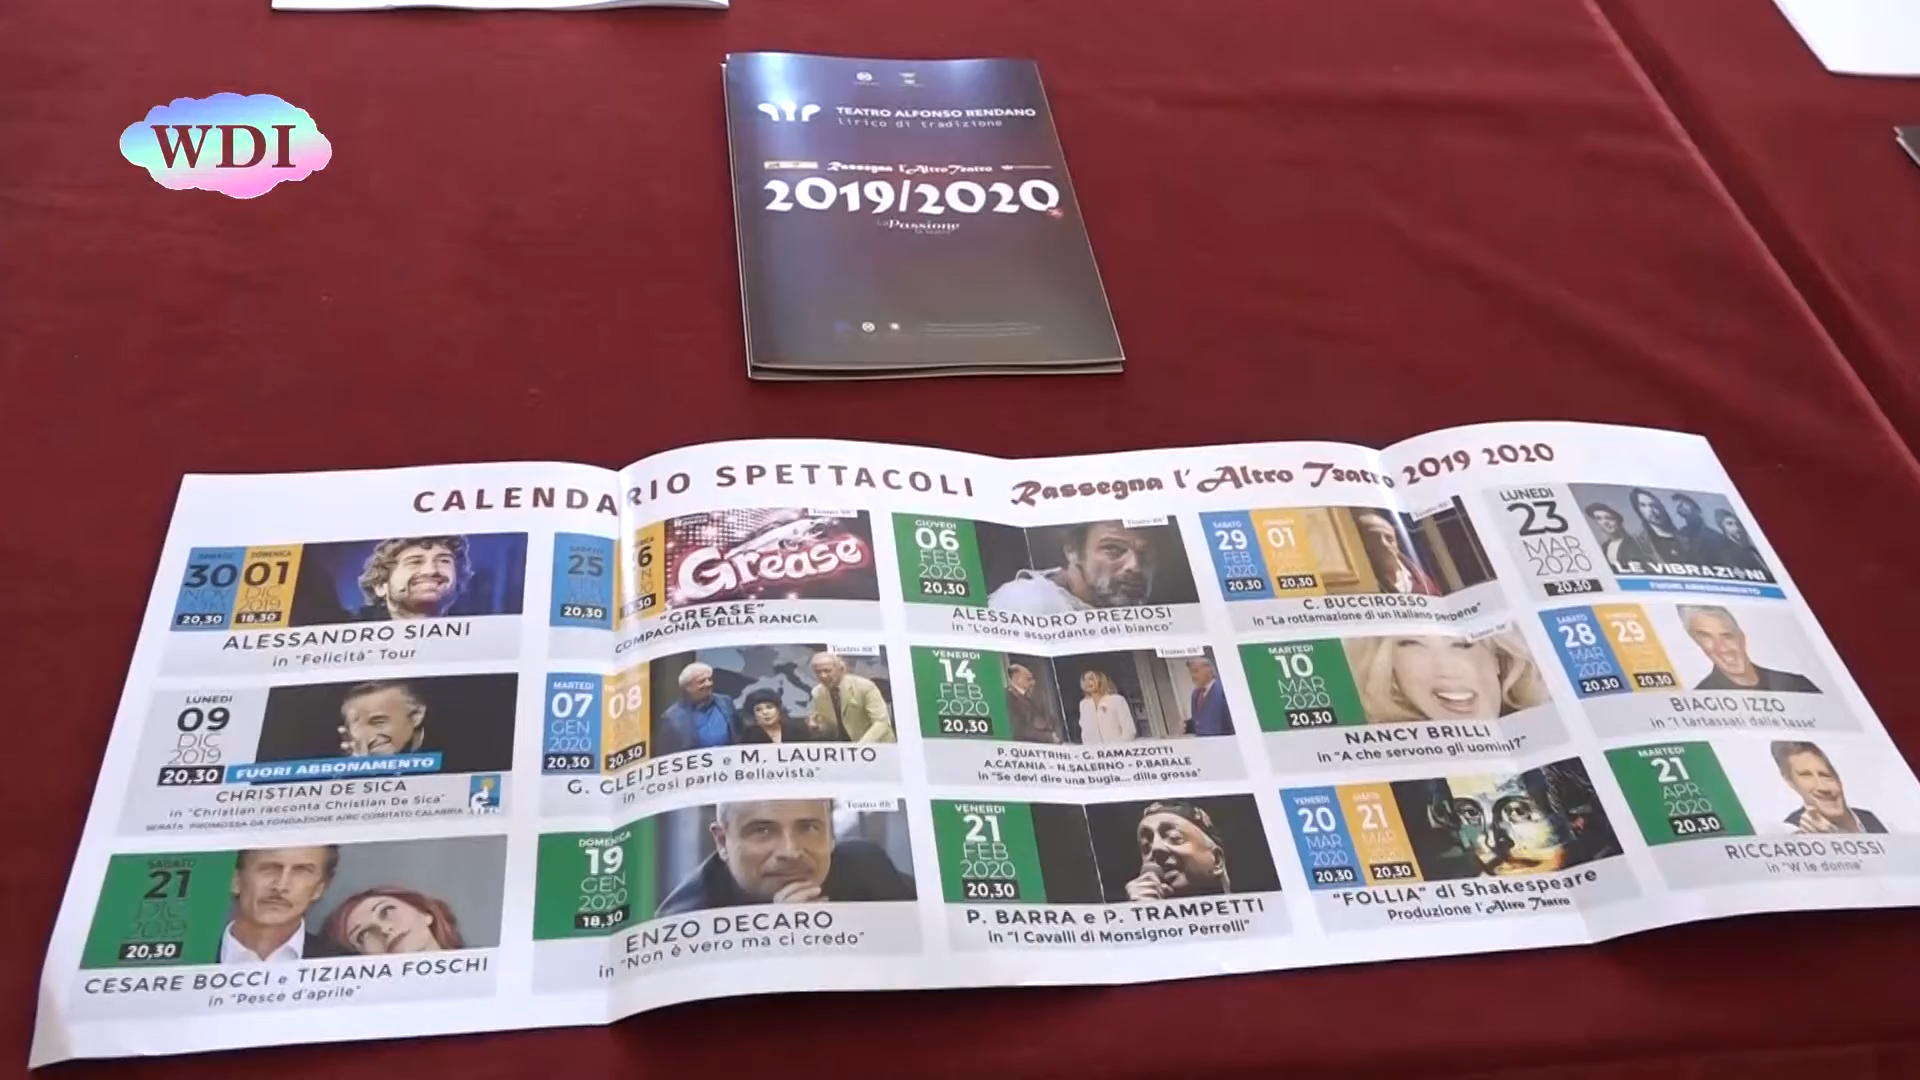 WDI
TEATRO ALFONSO RENDANO
lirico di tradizione
Rassegna l'Altro Teatro
2019/2020
Passione
CALENDARIO SPETTACOLI Rassegna l'Altro Teatro 2019 2020
SABATO
30
NOV
20,30
DOMENICA
01
DIC
2019
18,30
ALESSANDRO SIANI
in "Felicità" Tour
LUNEDI
09
DIC
2019
20,30
FUORI ABBONAMENTO
CHRISTIAN DE SICA
in "Christian racconta Christian De Sica"
SERATA PROMOSSA DA FONDAZIONE AIRC COMITATO CALABRIA
AIRC
SABATO
21
DIC
2019
20,30
CESARE BOCCI e TIZIANA FOSCHI
in "Pesce d'aprile"
SABATO
25
20,30
Grease
"GREASE"
COMPAGNIA DELLA RANCIA
MARTEDI
07
GEN
2020
20,30
08
20,30
G. GLEIJESES e M. LAURITO
in "Così parlò Bellavista"
DOMENICA
19
GEN
2020
18,30
ENZO DECARO
in "Non è vero ma ci credo"
GIOVEDI
06
FEB
2020
20,30
ALESSANDRO PREZIOSI
in "L'odore assordante del bianco"
VENERDI
14
FEB
2020
20,30
P. QUATTRINI - G. RAMAZZOTTI
A.CATANIA - N.SALERNO - P.BARALE
in "Se devi dire una bugia... dilla grossa"
VENERDI
21
FEB
2020
20,30
P. BARRA e P. TRAMPETTI
in "I Cavalli di Monsignor Perrelli"
SABATO
29
FEB
2020
20,30
01
20,30
C. BUCCIROSSO
in "La rottamazione di un italiano perbene"
MARTEDI
10
MAR
2020
20,30
NANCY BRILLI
in "A che servono gli uomini?"
VENERDI
20
MAR
2020
20,30
SABATO
21
MAR
20,30
"FOLLIA" di Shakespeare
Produzione l'Altro Teatro
LUNEDI
23
MAR
2020
20,30
LE VIBRAZIONI
FUORI ABBONAMENTO
SABATO
28
MAR
2020
20,30
29
20,30
BIAGIO IZZO
in "I tartassati dalle tasse"
MARTEDI
21
APR
2020
20,30
RICCARDO ROSSI
in "W le donne"